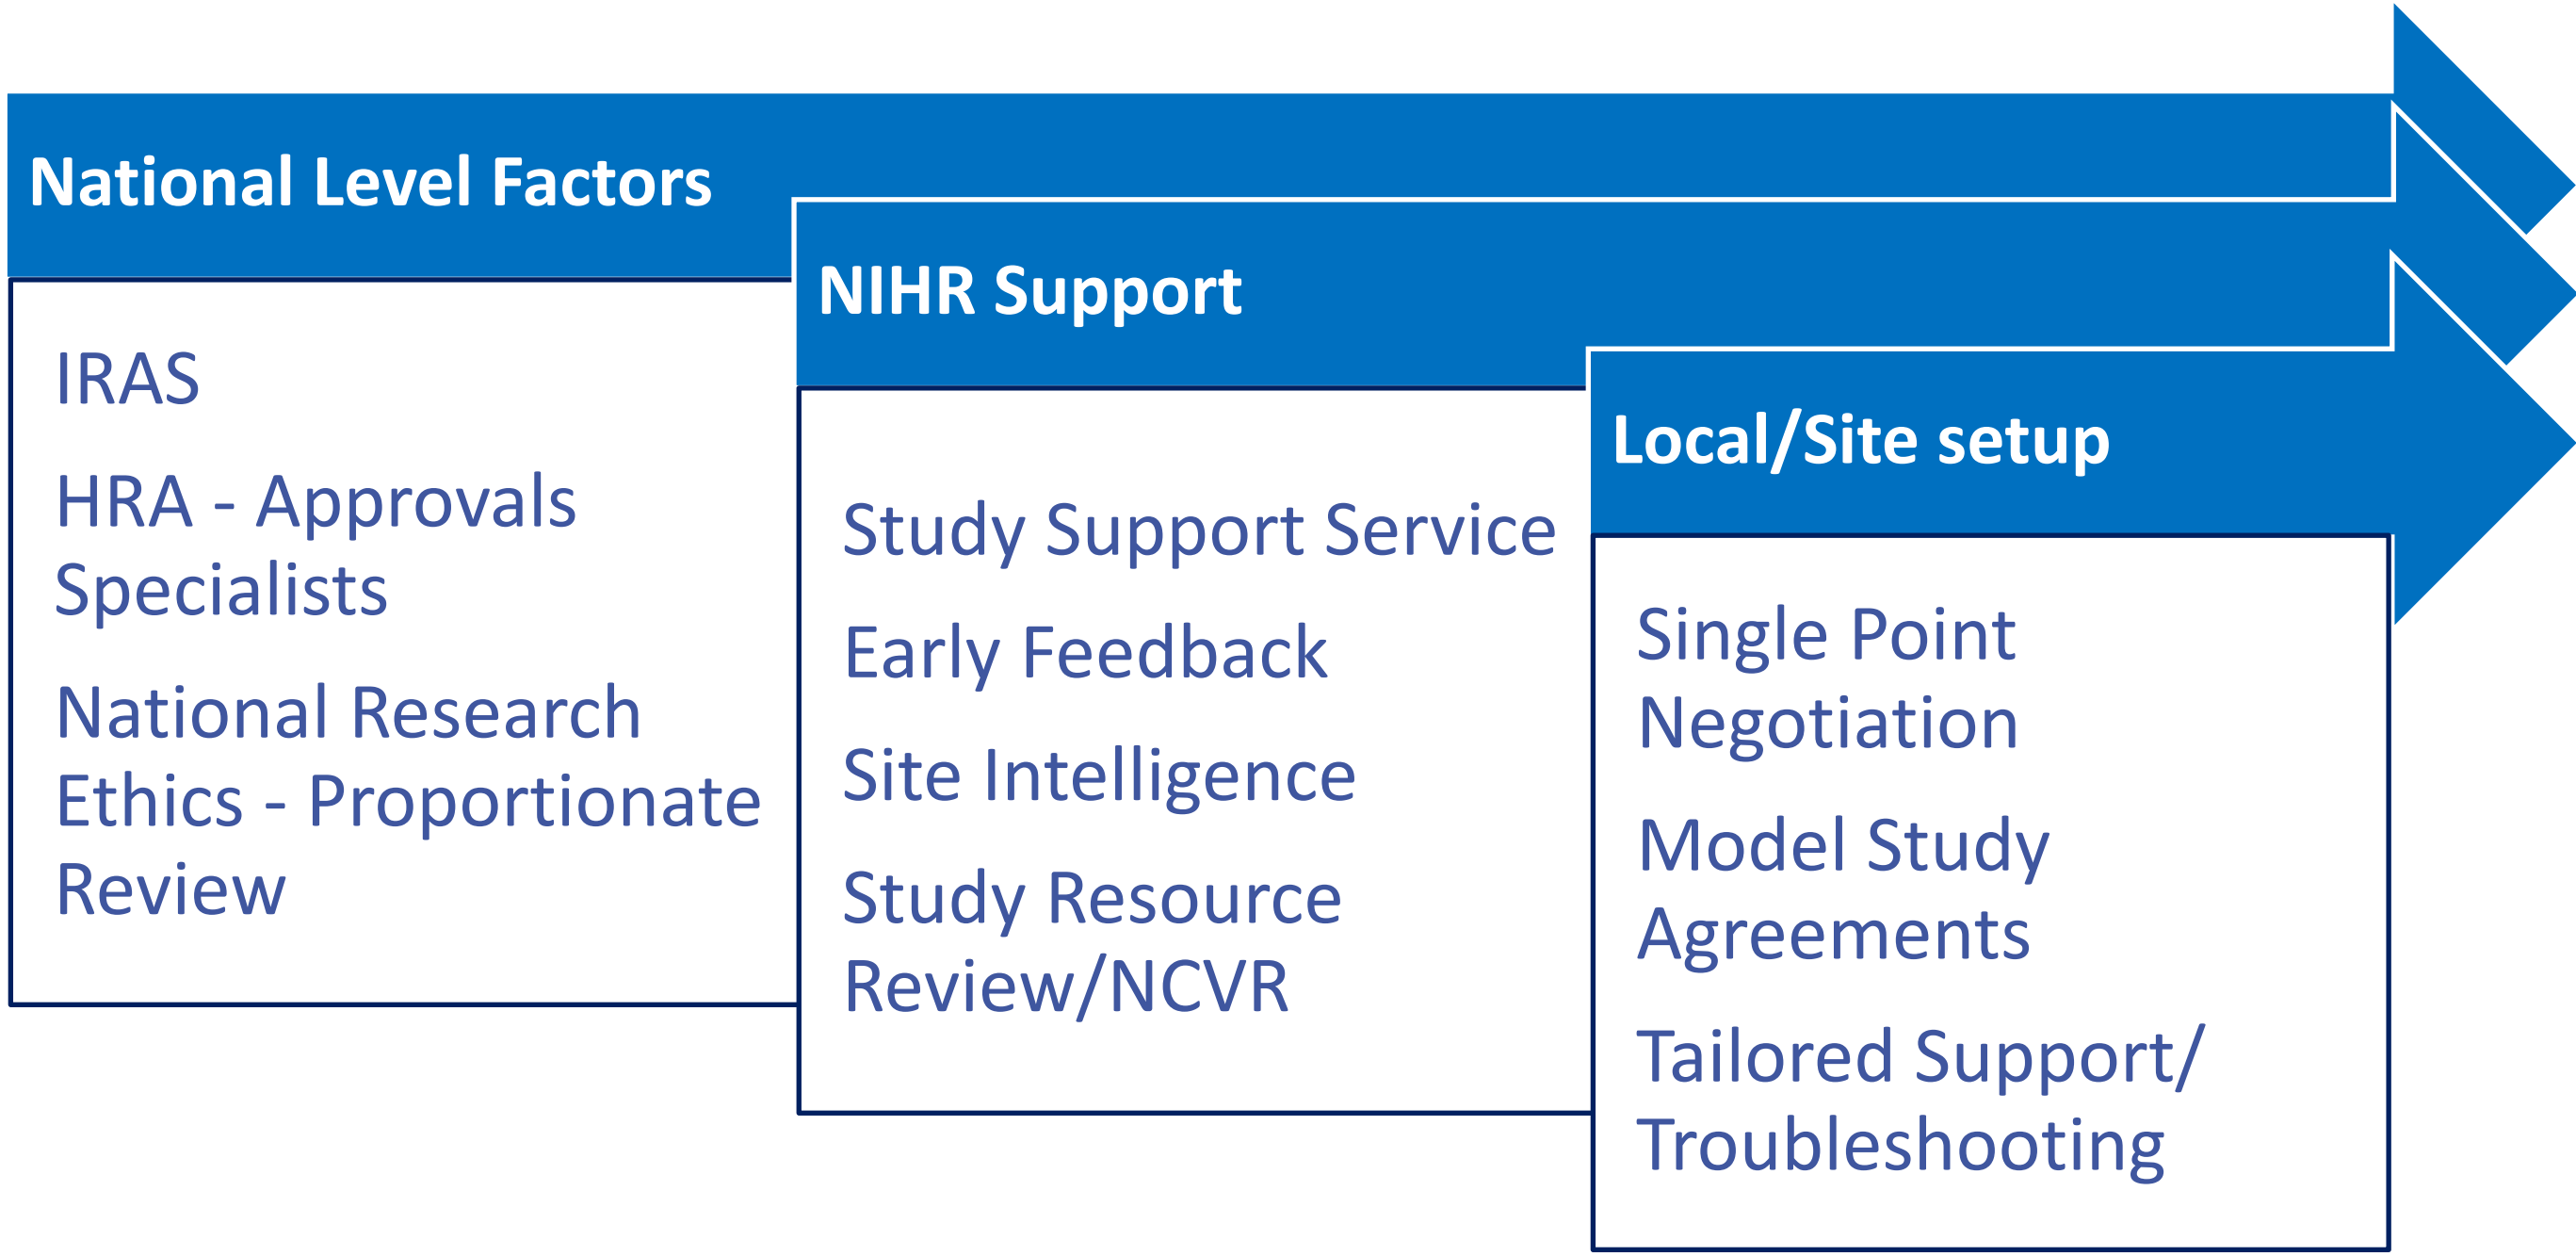 National Level Factors
IRAS
HRA - Approvals
Specialists
National Research
Ethics - Proportionate
Review
NIHR Support
Study Support Service
Early Feedback
Site Intelligence
Study Resource
Review/NCVR
Local/Site setup
Single Point
Negotiation
Model Study
Agreements
Tailored Support/
Troubleshooting